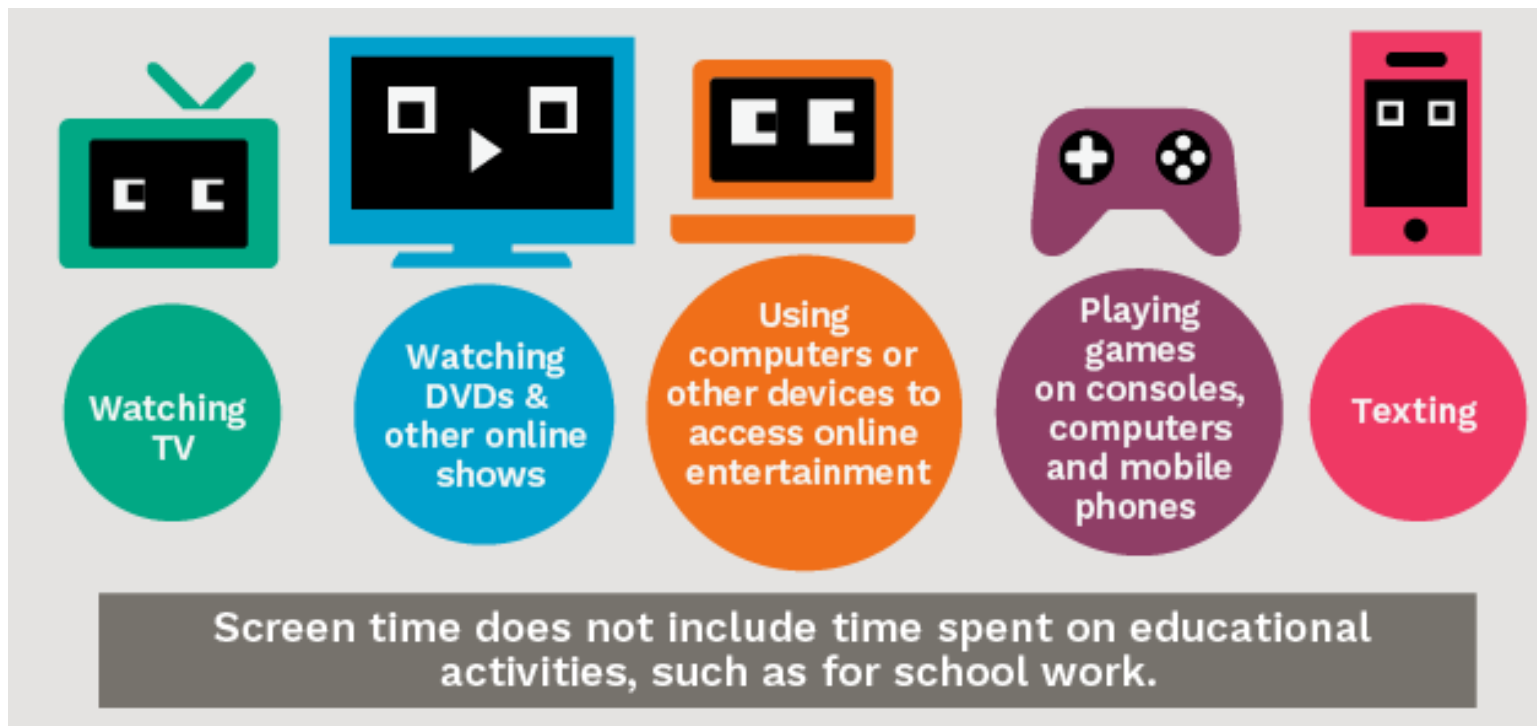 Watching
TV
Watching
DVDs &
other online
shows
Using
computers or
other devices to
access online
entertainment
Playing
games
on consoles,
computers
and mobile
phones
Texting
Screen time does not include time spent on educational
activities, such as for school work.